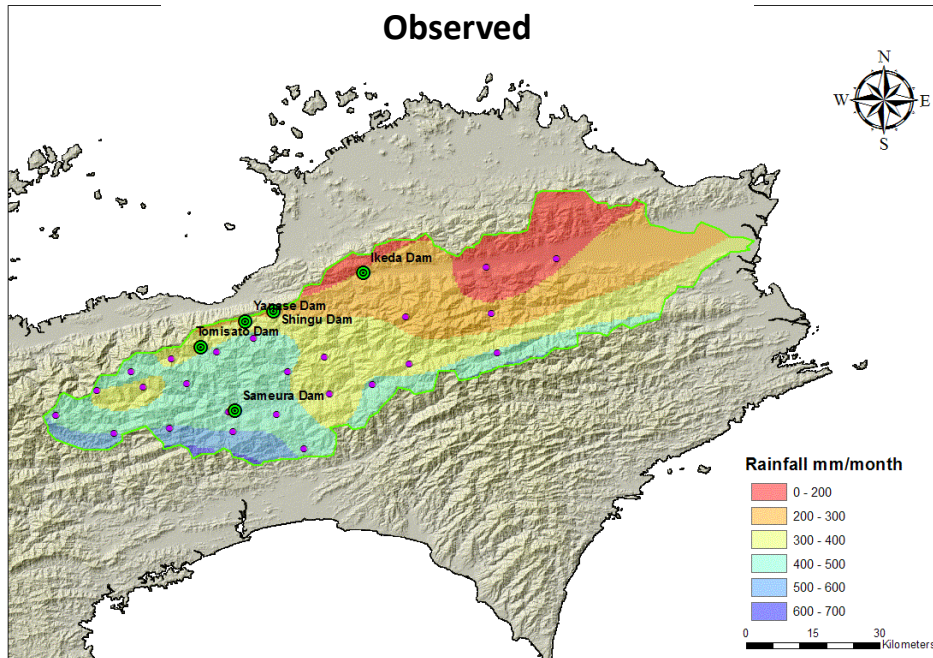 Observed
N
W E
S
Ikeda Dam
Yanase Dam
Shingu Dam
Tomisato Dam
Sameura Dam
Rainfall mm/month
0 - 200
200 - 300
300 - 400
400 - 500
500 - 600
600 - 700
0 15 30
Kilometers